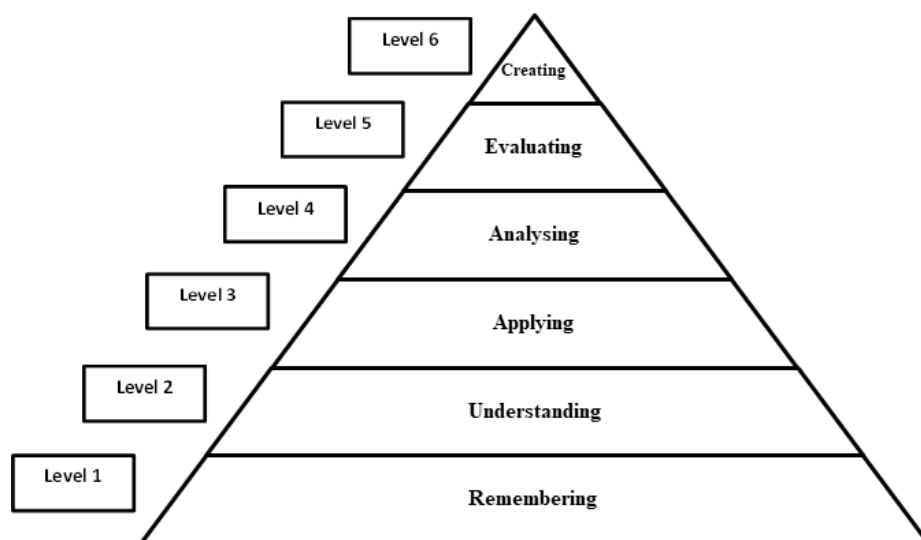 Level 6
Creating
Level 5
Evaluating
Level 4
Analysing
Level 3
Applying
Level 2
Understanding
Level 1
Remembering